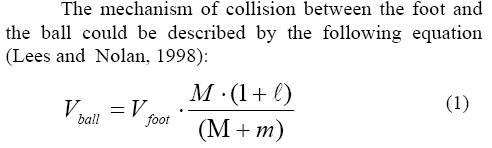 The mechanism of collision between the foot and
the ball could be described by the following equation
(Lees and Nolan, 1998):
V_ball = V_foot · M · (1 + ℓ) / (M + m) (1)